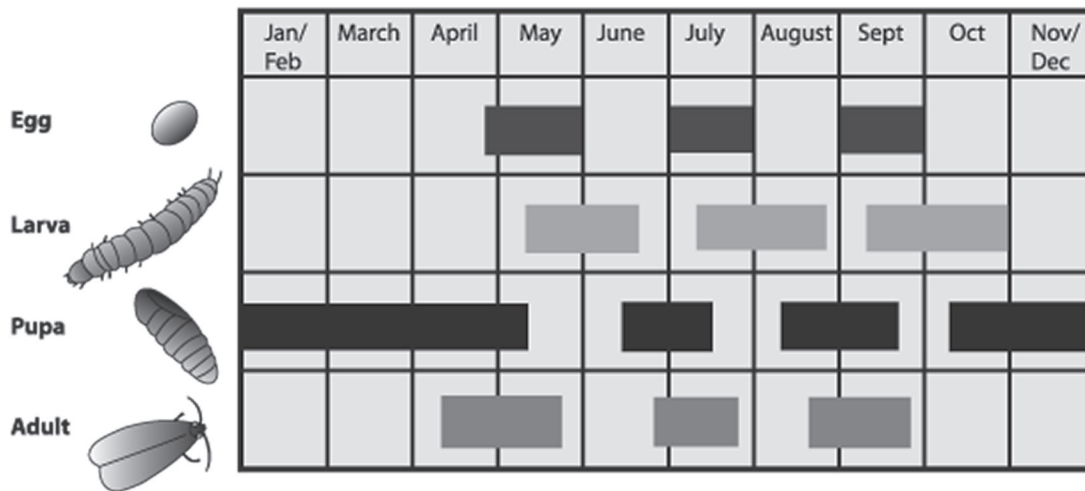 Jan/ March April May June July August Sept Oct Nov/
Feb Dec
Egg
Larva
Pupa
Adult